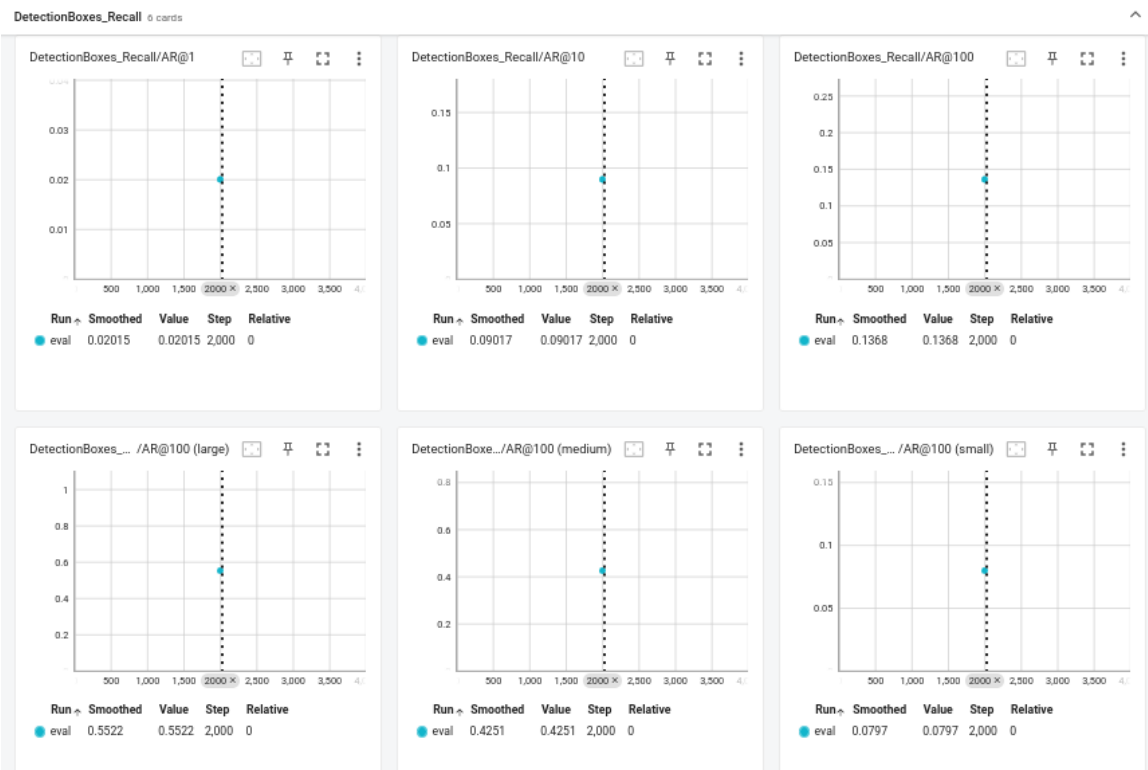 DetectionBoxes_Recall 6 cards
DetectionBoxes_Recall/AR@1
0.04
0.03
0.02
0.01
500 1,000 1,500 2000 × 2,500 3,000 3,500 4,
Run Smoothed Value Step Relative
eval 0.02015 0.02015 2,000 0
DetectionBoxes_Recall/AR@10
0.15
0.1
0.05
500 1,000 1,500 2000 × 2,500 3,000 3,500 4,
Run Smoothed Value Step Relative
eval 0.09017 0.09017 2,000 0
DetectionBoxes_Recall/AR@100
0.25
0.2
0.15
0.1
0.05
500 1,000 1,500 2000 × 2,500 3,000 3,500 4,
Run Smoothed Value Step Relative
eval 0.1368 0.1368 2,000 0
DetectionBoxes_... /AR@100 (large)
1
0.8
0.6
0.4
0.2
500 1,000 1,500 2000 × 2,500 3,000 3,500 4,
Run Smoothed Value Step Relative
eval 0.5522 0.5522 2,000 0
DetectionBoxe.../AR@100 (medium)
0.8
0.6
0.4
0.2
500 1,000 1,500 2000 × 2,500 3,000 3,500 4,
Run Smoothed Value Step Relative
eval 0.4251 0.4251 2,000 0
DetectionBoxes_... /AR@100 (small)
0.15
0.1
0.05
500 1,000 1,500 2000 × 2,500 3,000 3,500 4,
Run Smoothed Value Step Relative
eval 0.0797 0.0797 2,000 0